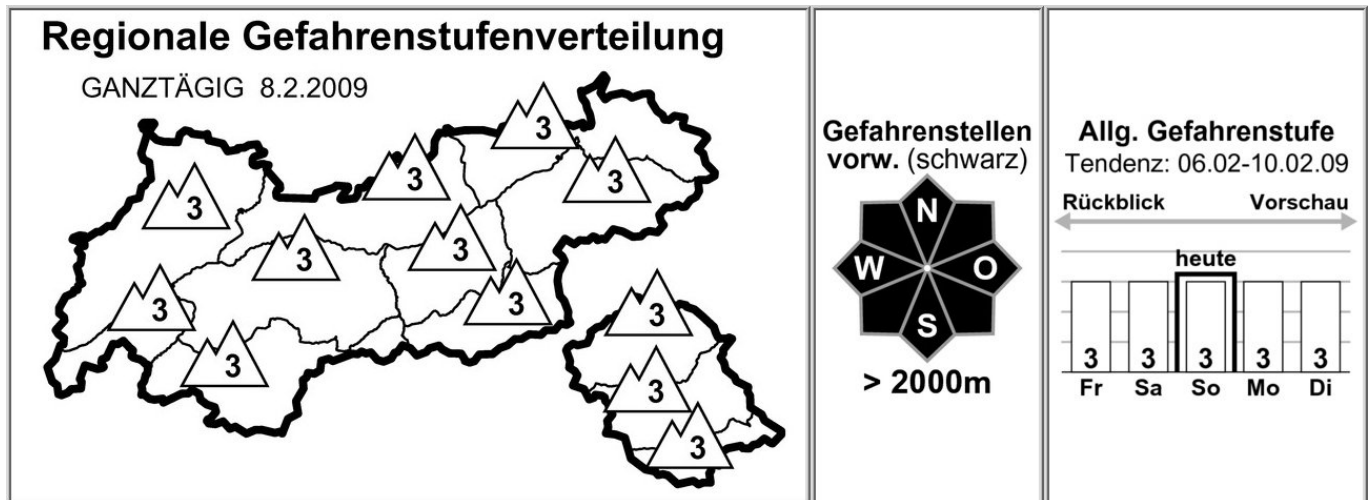 Regionale Gefahrenstufenverteilung
GANZTÄGIG 8.2.2009
3
3
3
3
3
3
3
3
3
3
3
3
3
Gefahrenstellen
vorw. (schwarz)
N
W O
S
> 2000m
Allg. Gefahrenstufe
Tendenz: 06.02-10.02.09
Rückblick Vorschau
heute
3 3 3 3 3
Fr Sa So Mo Di